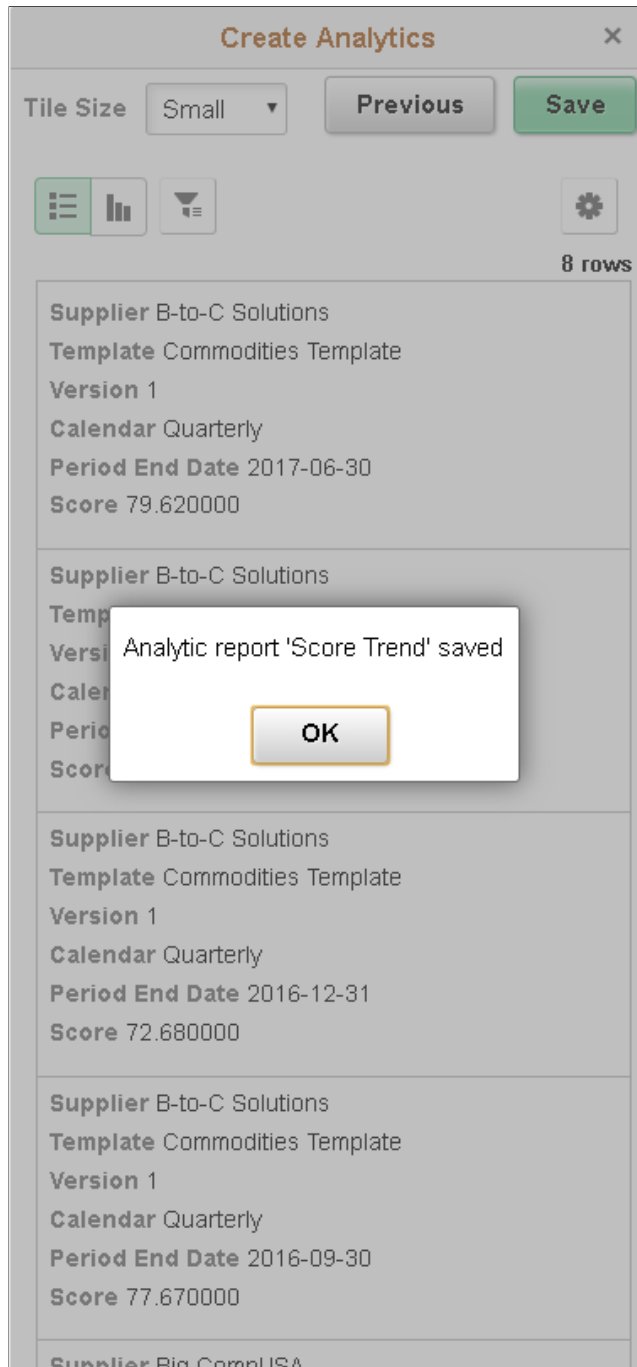 Create Analytics ×
Tile Size Small Previous Save
8 rows
Supplier B-to-C Solutions
Template Commodities Template
Version 1
Calendar Quarterly
Period End Date 2017-06-30
Score 79.620000
Supplier B-to-C Solutions
Analytic report 'Score Trend' saved
OK
Supplier B-to-C Solutions
Template Commodities Template
Version 1
Calendar Quarterly
Period End Date 2016-12-31
Score 72.680000
Supplier B-to-C Solutions
Template Commodities Template
Version 1
Calendar Quarterly
Period End Date 2016-09-30
Score 77.670000
Supplier Big CompUSA